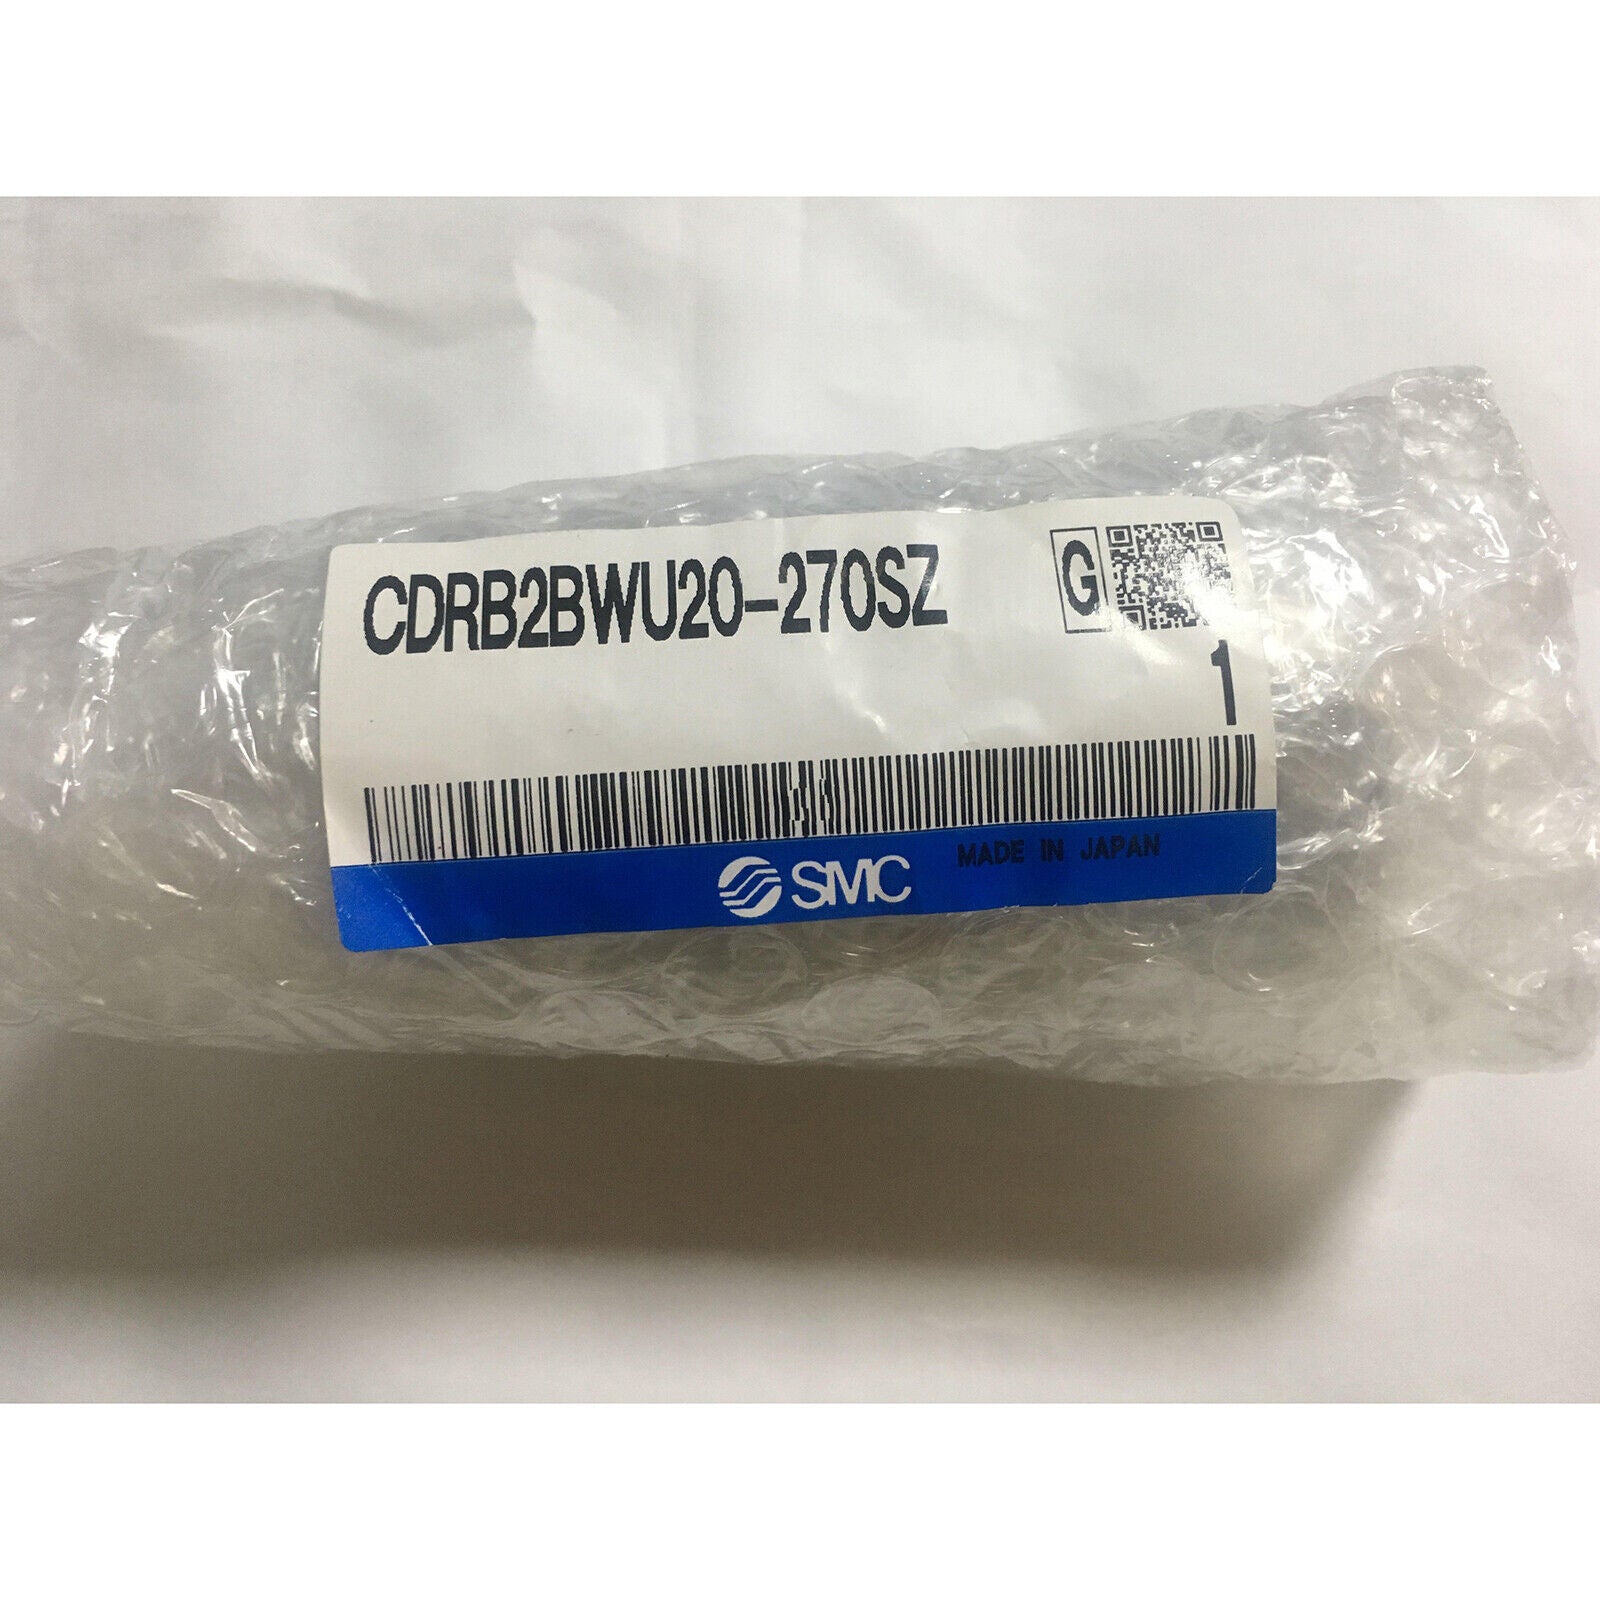 CDRB2BWU20-270SZ G
1
SMC MADE IN JAPAN